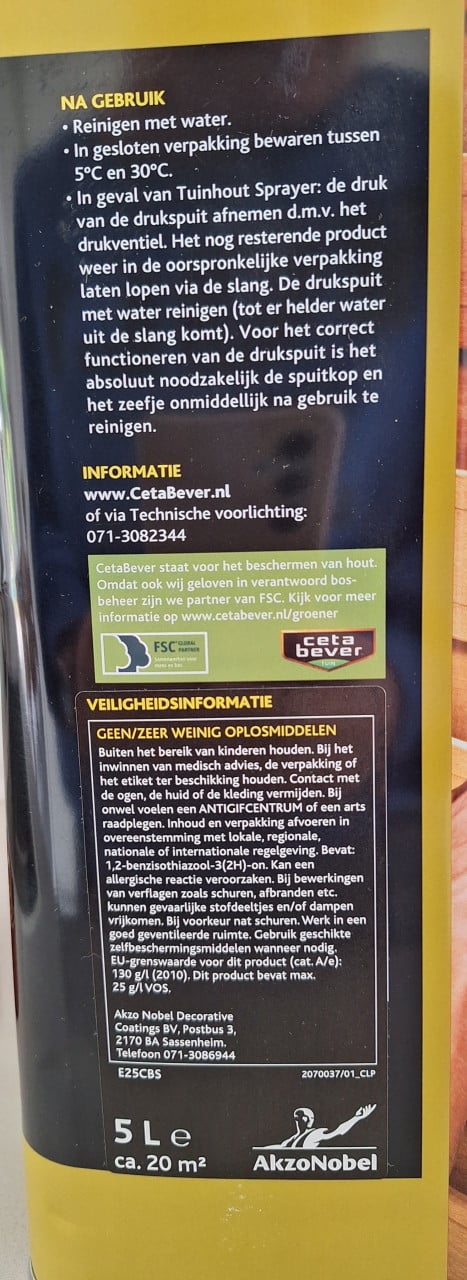 NA GEBRUIK
• Reinigen met water.
• In gesloten verpakking bewaren tussen
5°C en 30°C.
• In geval van Tuinhout Sprayer: de druk
van de drukspuit afnemen d.m.v. het
drukventiel. Het nog resterende product
weer in de oorspronkelijke verpakking
laten lopen via de slang. De drukspuit
met water reinigen (tot er helder water
uit de slang komt). Voor het correct
functioneren van de drukspuit is het
absoluut noodzakelijk de spuitkop en
het zeefje onmiddellijk na gebruik te
reinigen.
INFORMATIE
www.CetaBever.nl
of via Technische voorlichting:
071-3082344
CetaBever staat voor het beschermen van hout.
Omdat ook wij geloven in verantwoord bos-
beheer zijn we partner van FSC. Kijk voor meer
informatie op www.cetabever.nl/groener
FSC GLOBAL
PARTNER
Samenwerken voor
mens en bos
ceta
bever
TUIN
VEILIGHEIDSINFORMATIE
GEEN/ZEER WEINIG OPLOSMIDDELEN
Buiten het bereik van kinderen houden. Bij het
inwinnen van medisch advies, de verpakking of
het etiket ter beschikking houden. Contact met
de ogen, de huid of de kleding vermijden. Bij
onwel voelen een ANTIGIFCENTRUM of een arts
raadplegen. Inhoud en verpakking afvoeren in
overeenstemming met lokale, regionale,
nationale of internationale regelgeving. Bevat:
1,2-benzisothiazool-3(2H)-on. Kan een
allergische reactie veroorzaken. Bij bewerkingen
van verflagen zoals schuren, afbranden etc.
kunnen gevaarlijke stofdeeltjes en/of dampen
vrijkomen. Bij voorkeur nat schuren. Werk in een
goed geventileerde ruimte. Gebruik geschikte
zelfbeschermingsmiddelen wanneer nodig.
EU-grenswaarde voor dit product (cat. A/e):
130 g/l (2010). Dit product bevat max.
25 g/l VOS.
Akzo Nobel Decorative
Coatings BV, Postbus 3,
2170 BA Sassenheim.
Telefoon 071-3086944
E25CBS
2070037/01_CLP
5 L e
ca. 20 m²
AkzoNobel